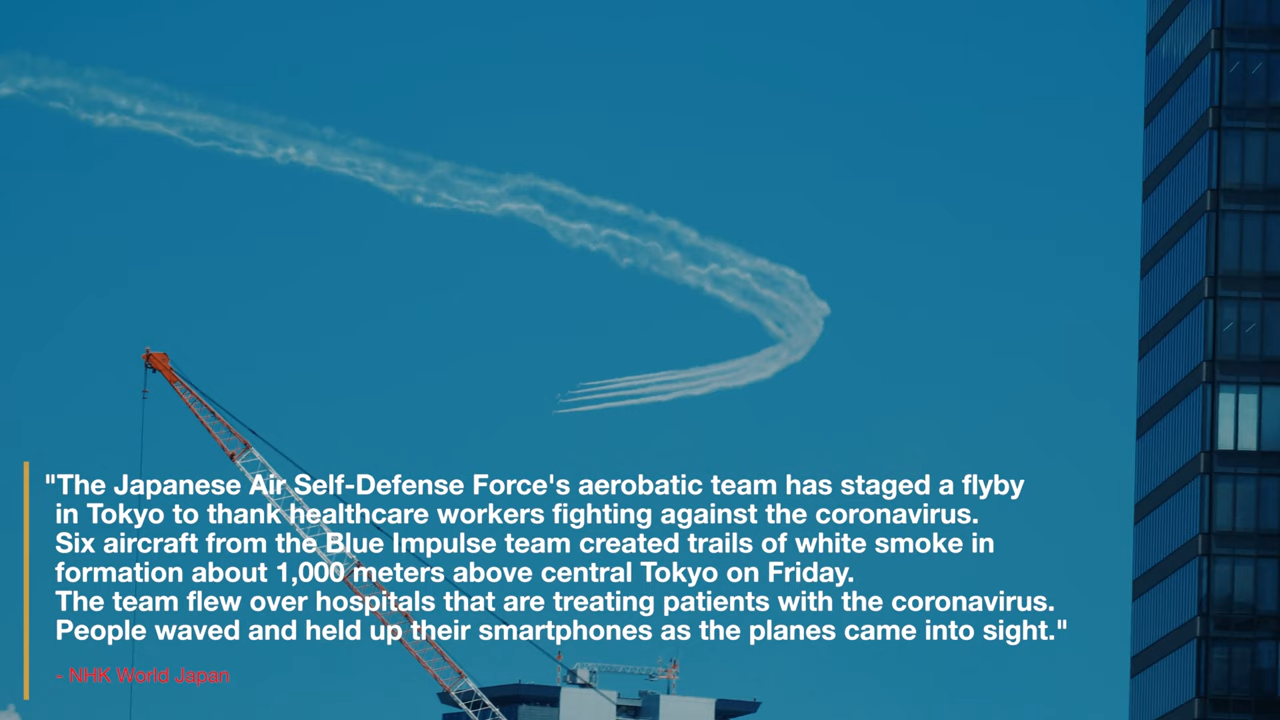 "The Japanese Air Self-Defense Force's aerobatic team has staged a flyby
in Tokyo to thank healthcare workers fighting against the coronavirus.
Six aircraft from the Blue Impulse team created trails of white smoke in
formation about 1,000 meters above central Tokyo on Friday.
The team flew over hospitals that are treating patients with the coronavirus.
People waved and held up their smartphones as the planes came into sight."
- NHK World Japan